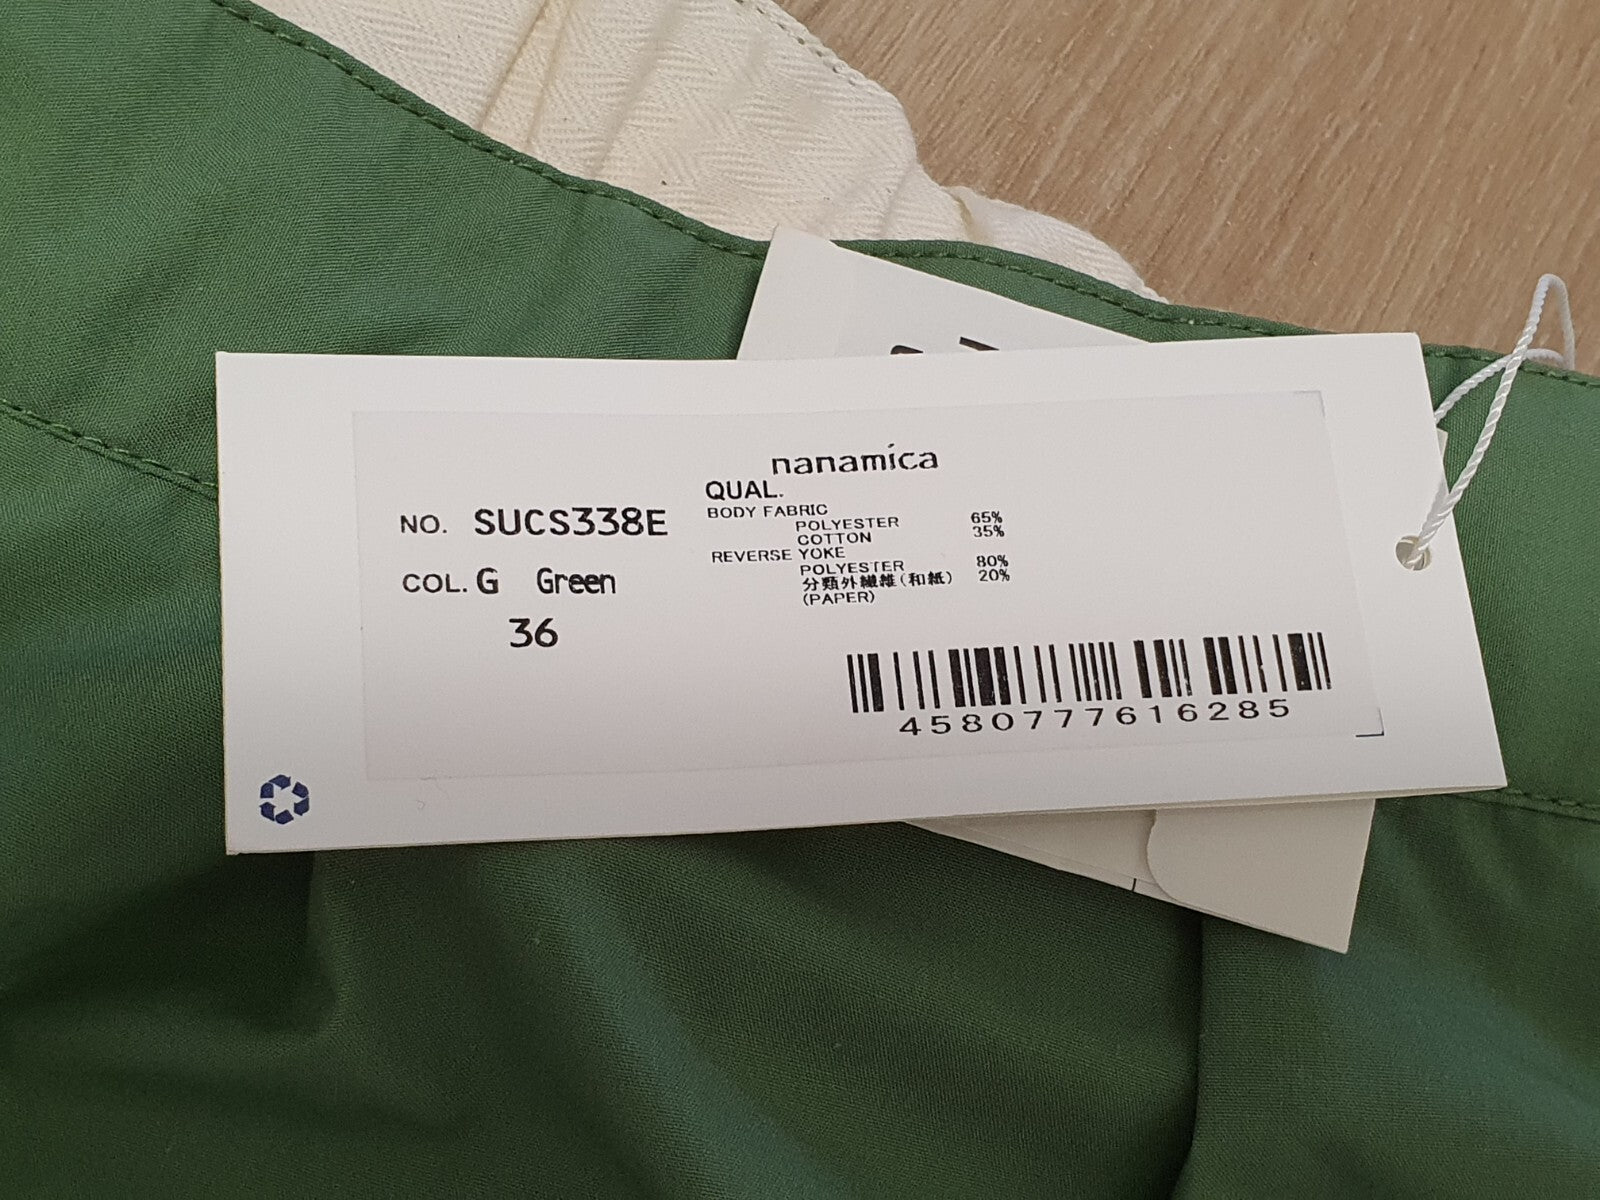 nanamica
NO. SUCS338E
COL. G Green
36
QUAL.
BODY FABRIC
POLYESTER 65%
COTTON 35%
REVERSE YOKE
POLYESTER 80%
分類外繊維(和紙) 20%
(PAPER)
4580777616285